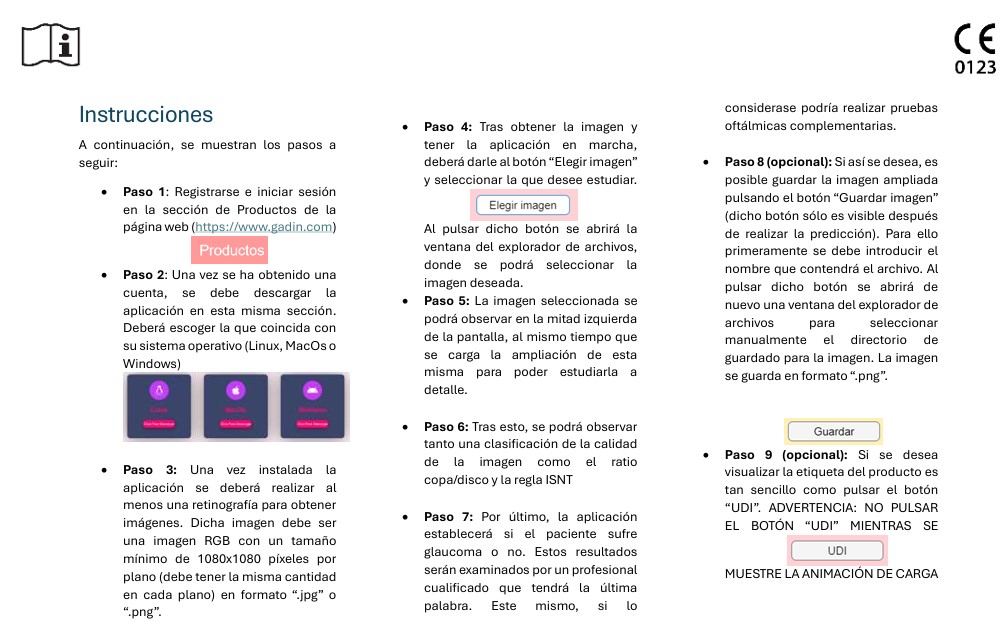 i
CE
0123
Instrucciones
A continuación, se muestran los pasos a
seguir:
• Paso 1: Registrarse e iniciar sesión
en la sección de Productos de la
página web (https://www.gadin.com)
Productos
• Paso 2: Una vez se ha obtenido una
cuenta, se debe descargar la
aplicación en esta misma sección.
Deberá escoger la que coincida con
su sistema operativo (Linux, MacOs o
Windows)
• Paso 3: Una vez instalada la
aplicación se deberá realizar al
menos una retinografía para obtener
imágenes. Dicha imagen debe ser
una imagen RGB con un tamaño
mínimo de 1080x1080 píxeles por
plano (debe tener la misma cantidad
en cada plano) en formato “.jpg” o
“.png”.
• Paso 4: Tras obtener la imagen y
tener la aplicación en marcha,
deberá darle al botón “Elegir imagen”
y seleccionar la que desee estudiar.
Elegir imagen
Al pulsar dicho botón se abrirá la
ventana del explorador de archivos,
donde se podrá seleccionar la
imagen deseada.
• Paso 5: La imagen seleccionada se
podrá observar en la mitad izquierda
de la pantalla, al mismo tiempo que
se carga la ampliación de esta
misma para poder estudiarla a
detalle.
• Paso 6: Tras esto, se podrá observar
tanto una clasificación de la calidad
de la imagen como el ratio
copa/disco y la regla ISNT
• Paso 7: Por último, la aplicación
establecerá si el paciente sufre
glaucoma o no. Estos resultados
serán examinados por un profesional
cualificado que tendrá la última
palabra. Este mismo, si lo
considerase podría realizar pruebas
oftálmicas complementarias.
• Paso 8 (opcional): Si así se desea, es
posible guardar la imagen ampliada
pulsando el botón “Guardar imagen”
(dicho botón sólo es visible después
de realizar la predicción). Para ello
primeramente se debe introducir el
nombre que contendrá el archivo. Al
pulsar dicho botón se abrirá de
nuevo una ventana del explorador de
archivos para seleccionar
manualmente el directorio de
guardado para la imagen. La imagen
se guarda en formato “.png”.
Guardar
• Paso 9 (opcional): Si se desea
visualizar la etiqueta del producto es
tan sencillo como pulsar el botón
“UDI”. ADVERTENCIA: NO PULSAR
EL BOTÓN “UDI” MIENTRAS SE
UDI
MUESTRE LA ANIMACIÓN DE CARGA